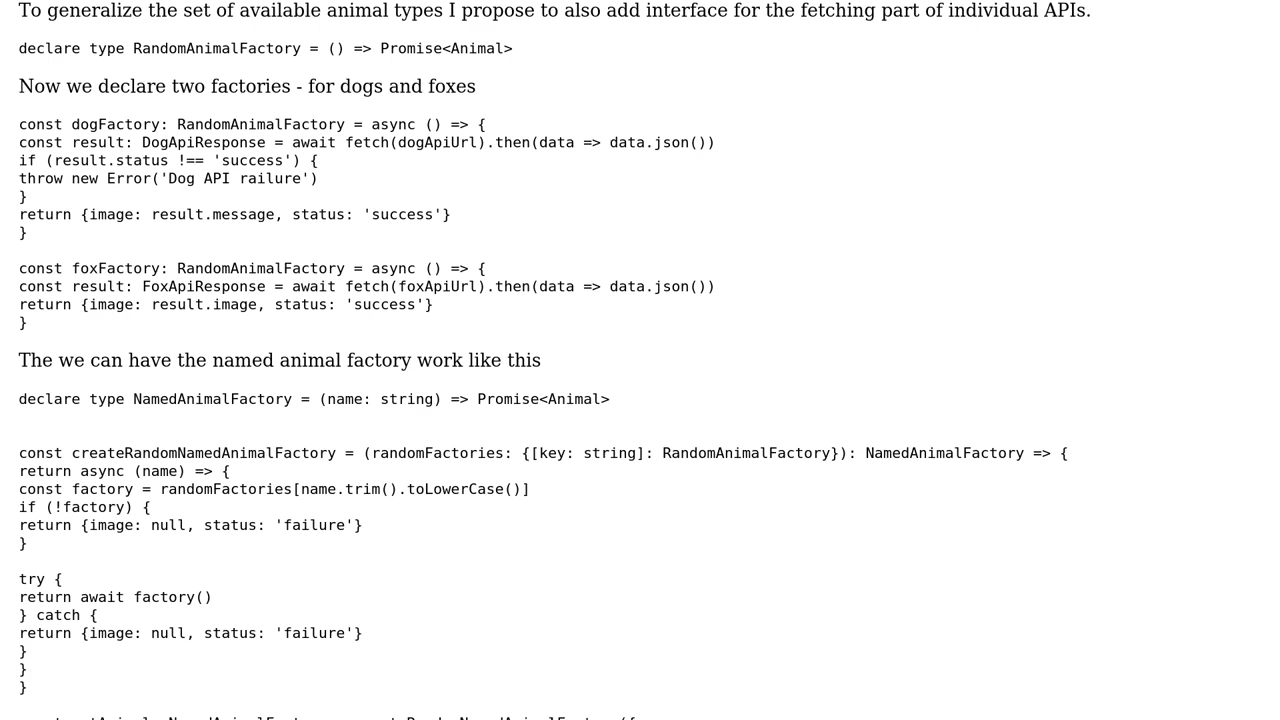 To generalize the set of available animal types I propose to also add interface for the fetching part of individual APIs.
declare type RandomAnimalFactory = () => Promise<Animal>
Now we declare two factories - for dogs and foxes
const dogFactory: RandomAnimalFactory = async () => {
const result: DogApiResponse = await fetch(dogApiUrl).then(data => data.json())
if (result.status !== 'success') {
throw new Error('Dog API railure')
}
return {image: result.message, status: 'success'}
}
const foxFactory: RandomAnimalFactory = async () => {
const result: FoxApiResponse = await fetch(foxApiUrl).then(data => data.json())
return {image: result.image, status: 'success'}
}
The we can have the named animal factory work like this
declare type NamedAnimalFactory = (name: string) => Promise<Animal>
const createRandomNamedAnimalFactory = (randomFactories: {[key: string]: RandomAnimalFactory}): NamedAnimalFactory => {
return async (name) => {
const factory = randomFactories[name.trim().toLowerCase()]
if (!factory) {
return {image: null, status: 'failure'}
}
try {
return await factory()
} catch {
return {image: null, status: 'failure'}
}
}
}